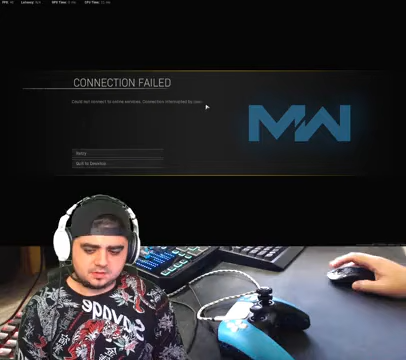 CONNECTION FAILED
Could not connect to online services. Connection interrupted by user.
MW
Retry
Quit to Desktop
Savage